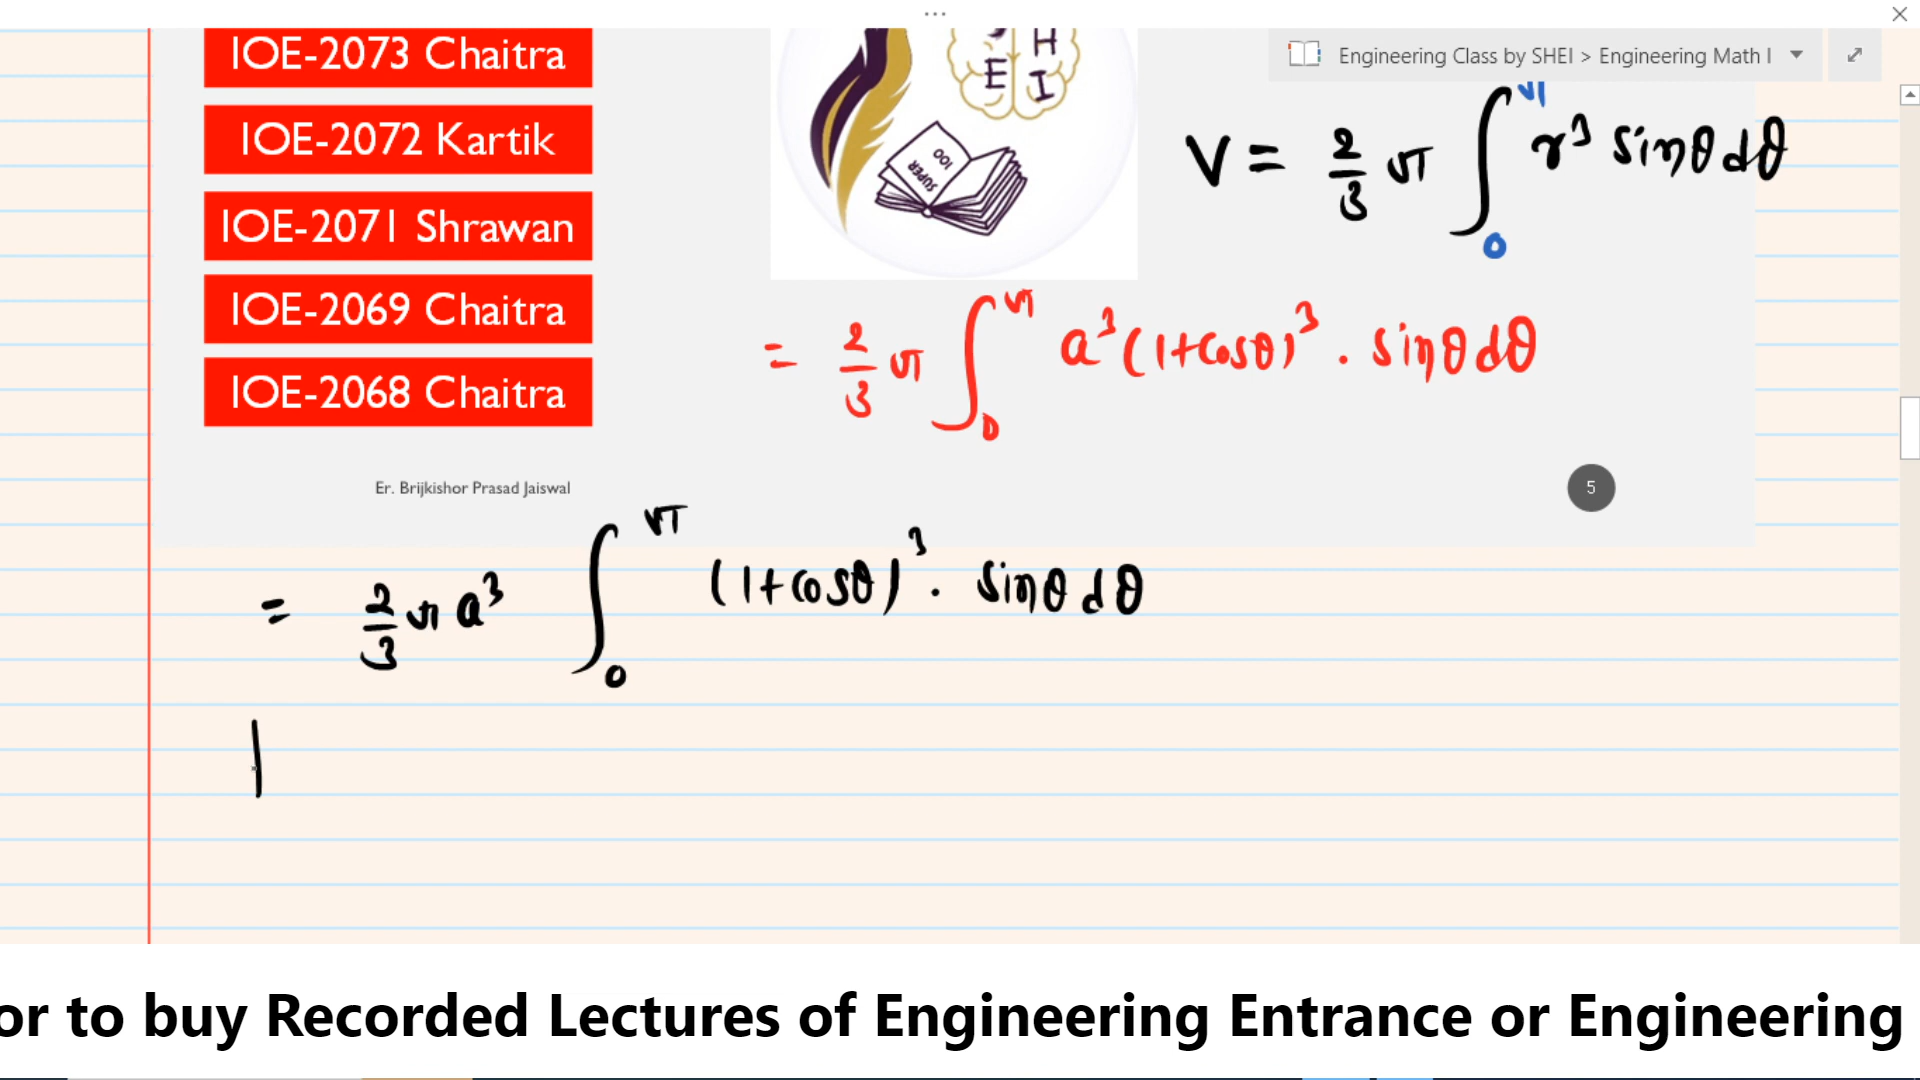 Engineering Class by SHEI > Engineering Math I
IOE-2073 Chaitra
IOE-2072 Kartik
IOE-2071 Shrawan
IOE-2069 Chaitra
IOE-2068 Chaitra
H
E I
SUPER
100
V = 2/3 π ∫₀^π r³ sinθ dθ
= 2/3 π ∫₀^π a³(1+cosθ)³ . sinθ dθ
Er. Brijkishor Prasad Jaiswal
5
= 2/3 π a³ ∫₀^π (1+cosθ)³ . sinθ dθ
or to buy Recorded Lectures of Engineering Entrance or Engineering